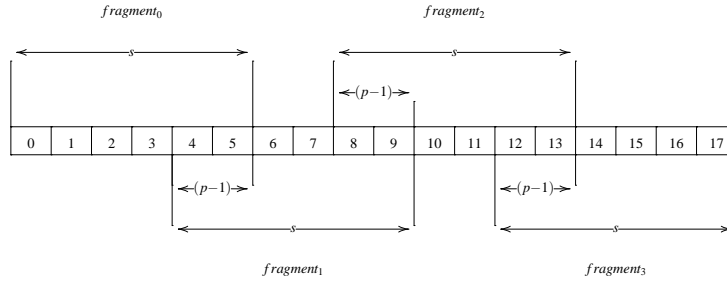 fragment₀ fragment₂
s s
(p−1)
0 1 2 3 4 5 6 7 8 9 10 11 12 13 14 15 16 17
(p−1) (p−1)
s s
fragment₁ fragment₃